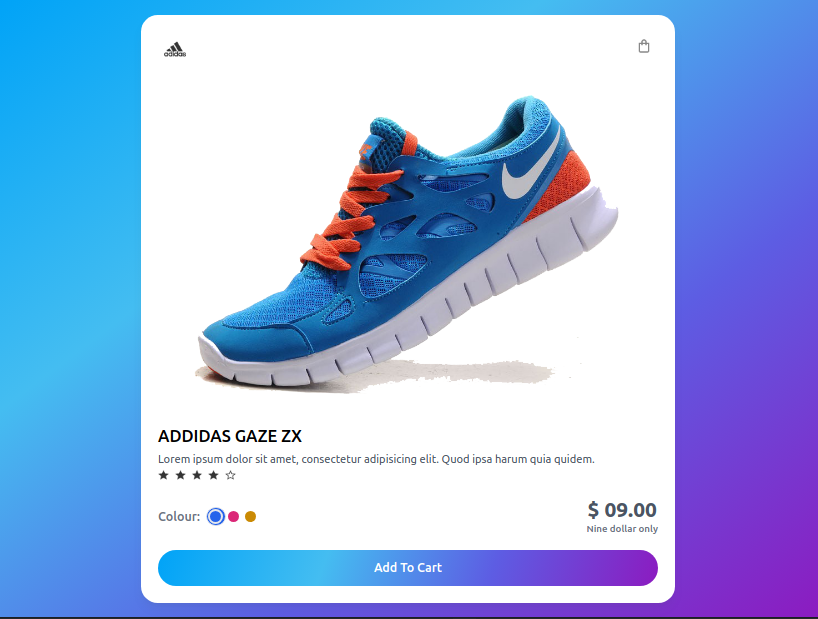 adidas
ADDIDAS GAZE ZX
Lorem ipsum dolor sit amet, consectetur adipisicing elit. Quod ipsa harum quia quidem.
Colour:
$ 09.00
Nine dollar only
Add To Cart